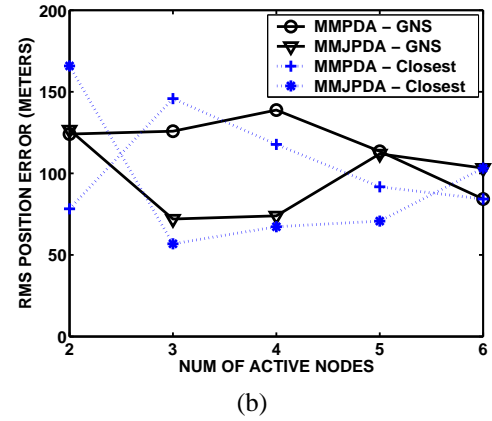 200
150
100
50
0
RMS POSITION ERROR (METERS)
MMPDA − GNS
MMJPDA − GNS
MMPDA − Closest
MMJPDA − Closest
2 3 4 5 6
NUM OF ACTIVE NODES
(b)